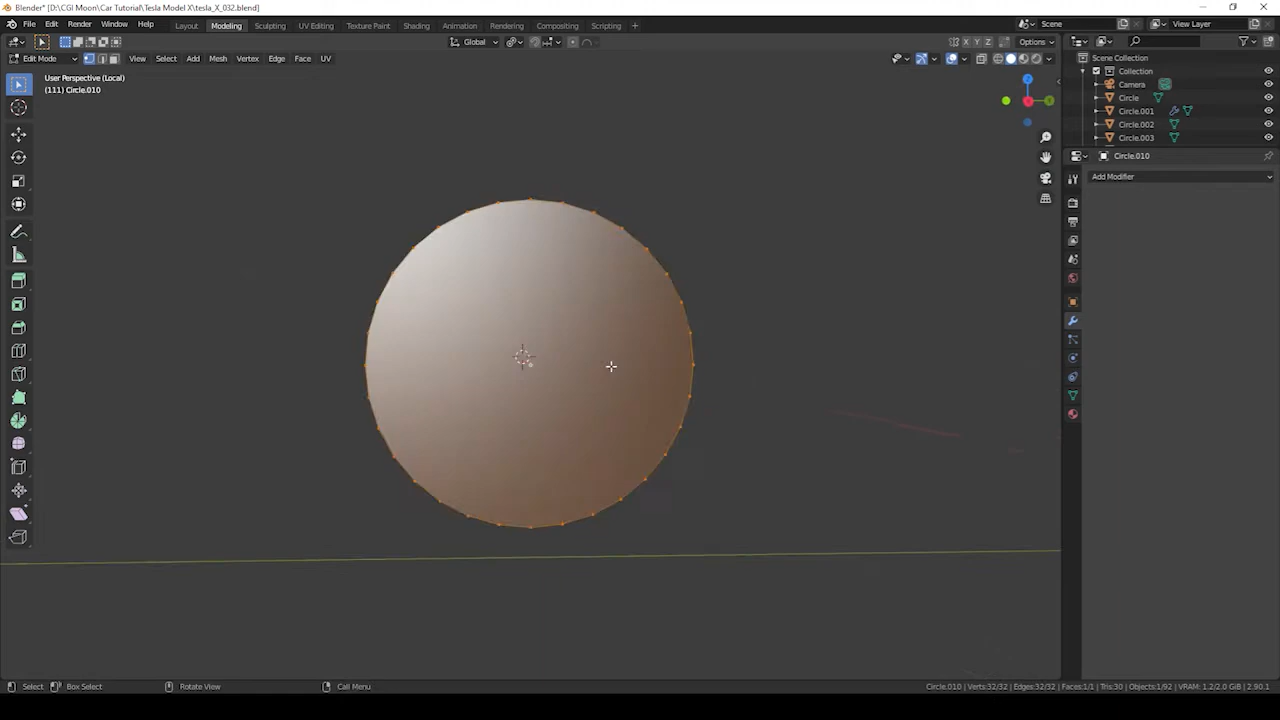 Blender* [D:\CGI Moon\Car Tutorial\Tesla Model X\tesla_X_032.blend]
File Edit Render Window Help Layout Modeling Sculpting UV Editing Texture Paint Shading Animation Rendering Compositing Scripting + Scene View Layer
Global Options
Edit Mode View Select Add Mesh Vertex Edge Face UV
User Perspective (Local)
(111) Circle.010
Scene Collection
Collection
Camera
Circle
Circle.001
Circle.002
Circle.003
Circle.010
Add Modifier
Select Box Select Rotate View Call Menu Circle.010 | Verts:32/32 | Edges:32/32 | Faces:1/1 | Tris:30 | Objects:1/92 | VRAM: 1.2/2.0 GiB | 2.90.1